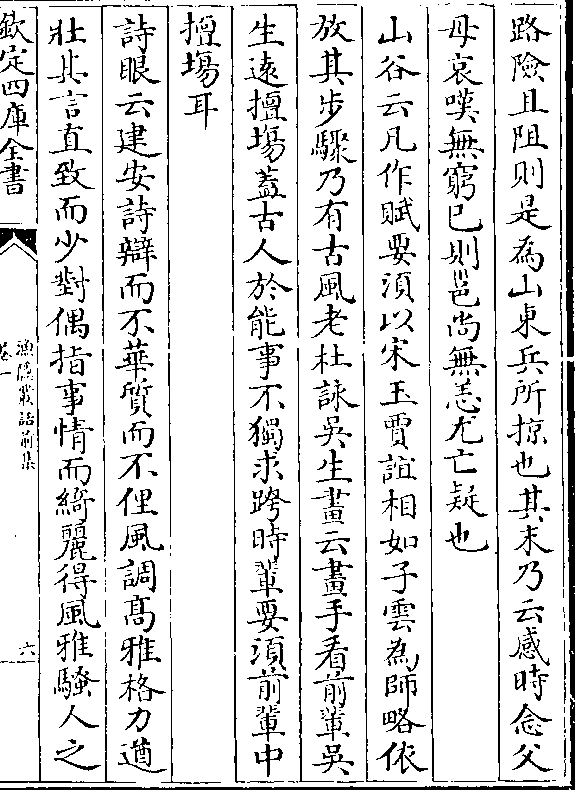 路險且阻則是為山東兵所掠也其末乃云感時念父
母哀嘆無窮已則邕尚無恙尤亡疑也
山谷云凡作賦要須以宋玉賈誼相如子雲為師略依
放其步驟乃有古風老杜詠吳生畫云畫手看前輩吳
生遠擅塲葢古人於能事不獨求跨時輩要須前輩中
擅塲耳
詩眼云建安詩辯而不華質而不俚風調髙雅格力遒
壯其言直致而少對偶指事情而綺麗得風雅騷人之
欽定四庫全書
漁隱叢話前集
卷一
六